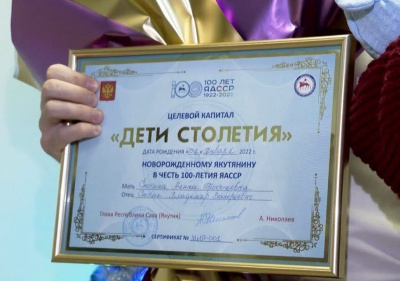 100 ЛЕТ
ЯАССР
1922-2022
ЦЕЛЕВОЙ КАПИТАЛ
«ДЕТИ СТОЛЕТИЯ»
ДАТА РОЖДЕНИЯ 2022 г.
НОВОРОЖДЕННОМУ ЯКУТЯНИНУ
В ЧЕСТЬ 100-ЛЕТИЯ ЯАССР
Мать
Отец
Глава Республики Саха (Якутия) А. Николаев
СЕРТИФИКАТ №